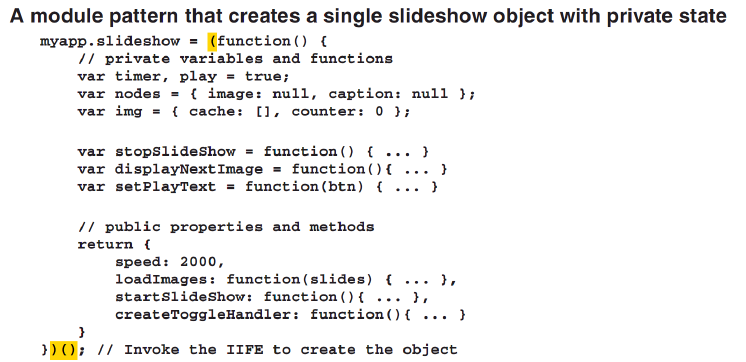 A module pattern that creates a single slideshow object with private state
myapp.slideshow = (function() {
// private variables and functions
var timer, play = true;
var nodes = { image: null, caption: null };
var img = { cache: [], counter: 0 };
var stopSlideShow = function() { ... }
var displayNextImage = function(){ ... }
var setPlayText = function(btn) { ... }
// public properties and methods
return {
speed: 2000,
loadImages: function(slides) { ... },
startSlideShow: function(){ ... },
createToggleHandler: function(){ ... }
}
})(); // Invoke the IIFE to create the object